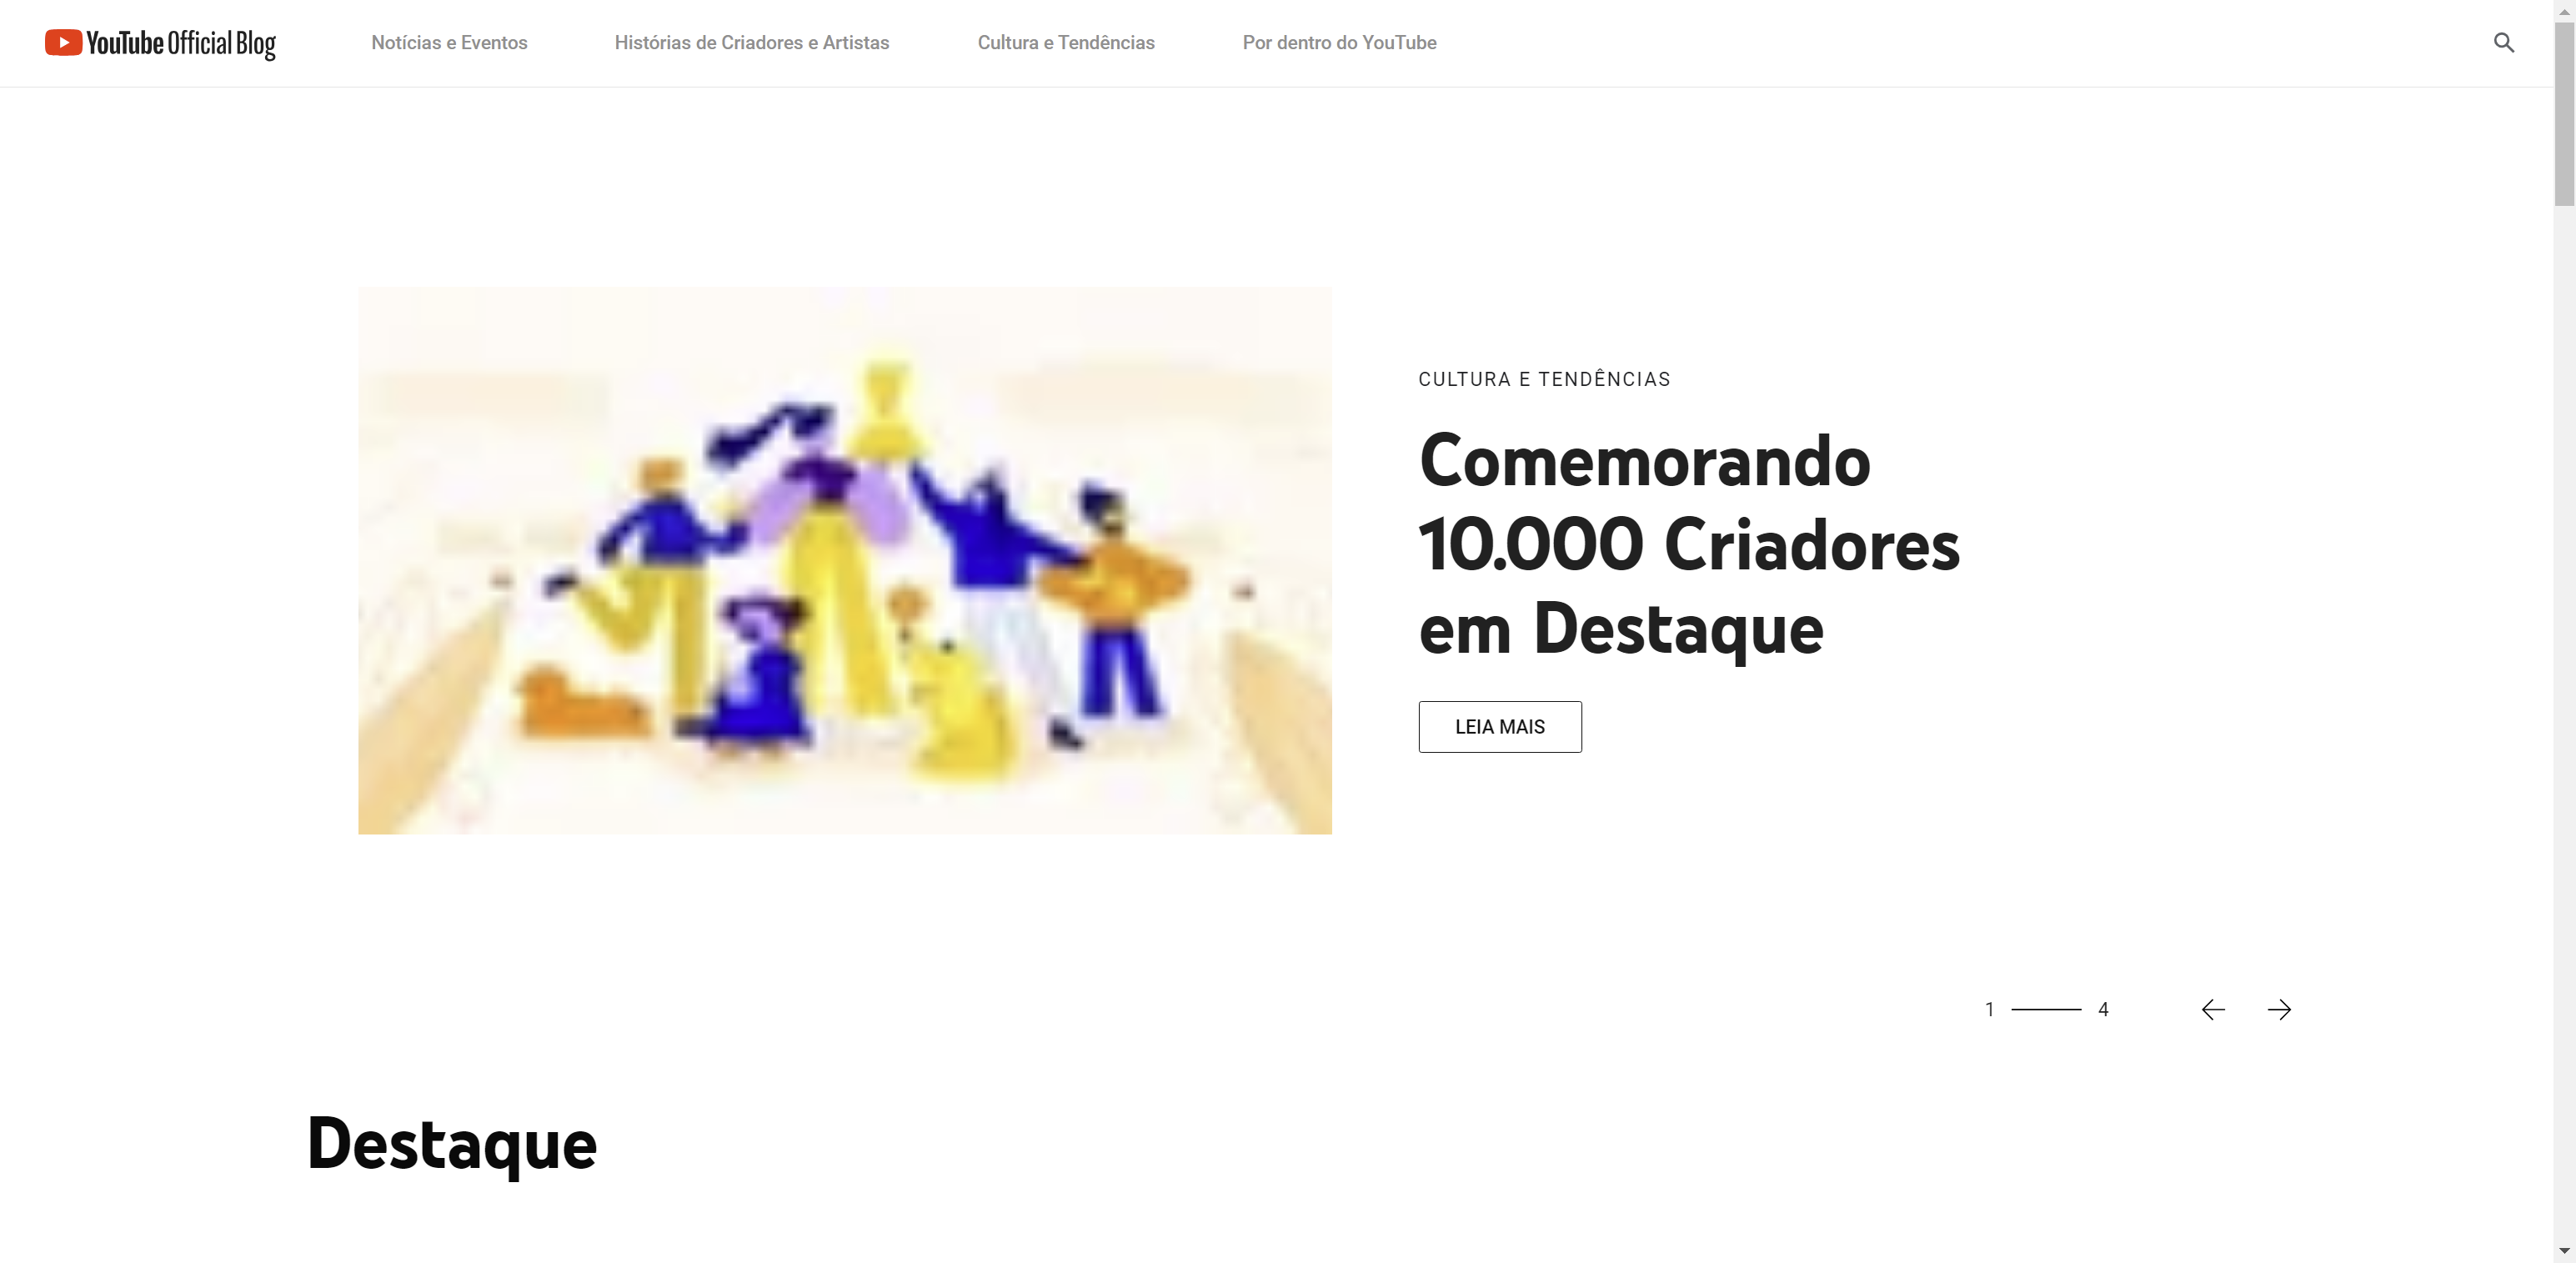 YouTube Official Blog
Notícias e Eventos
Histórias de Criadores e Artistas
Cultura e Tendências
Por dentro do YouTube
CULTURA E TENDÊNCIAS
Comemorando
10.000 Criadores
em Destaque
LEIA MAIS
1 4
Destaque